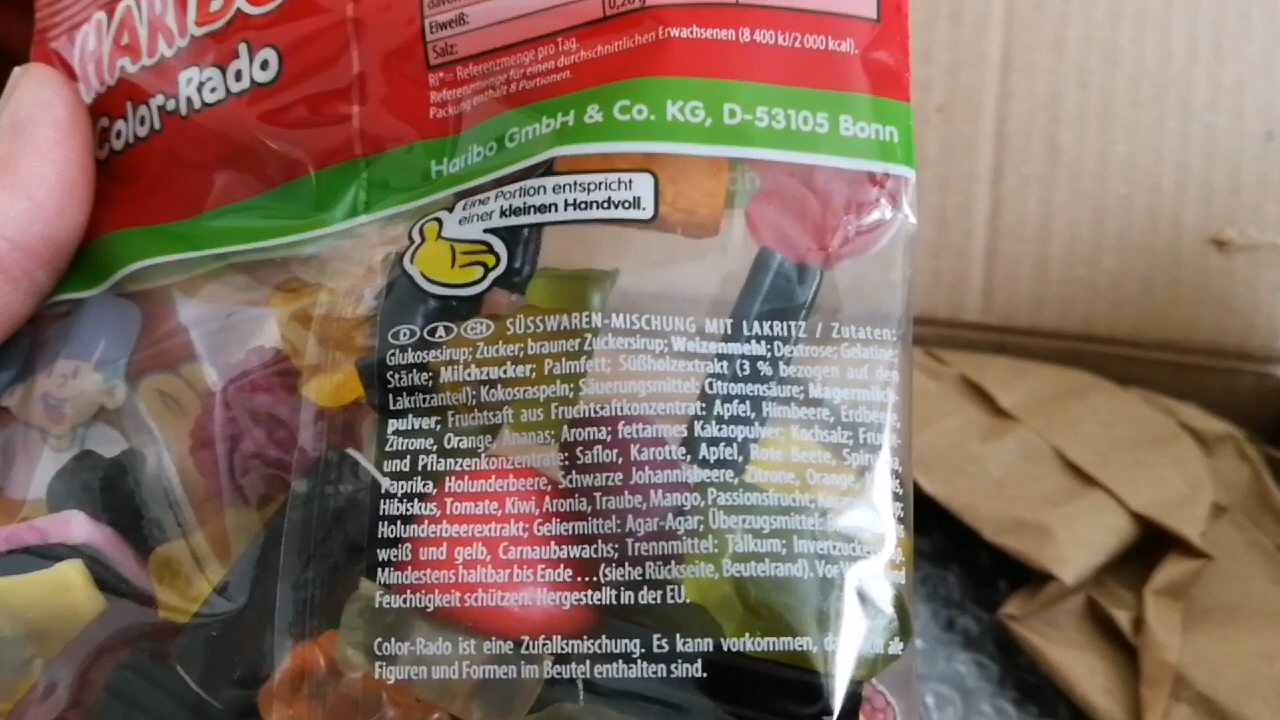 HARIBO
Color-Rado
Eiweiß:
Salz:
RI*= Referenzmenge pro Tag.
Referenzmenge für einen durchschnittlichen Erwachsenen (8 400 kJ/2 000 kcal).
Packung enthält 8 Portionen.
Haribo GmbH & Co. KG, D-53105 Bonn
Eine Portion entspricht
einer kleinen Handvoll.
D A CH SÜSSWAREN-MISCHUNG MIT LAKRITZ / Zutaten:
Glukosesirup; Zucker; brauner Zuckersirup; Weizenmehl; Dextrose; Gelatine;
Stärke; Milchzucker; Palmfett; Süßholzextrakt (3 % bezogen auf den
Lakritzanteil); Kokosraspeln; Säuerungsmittel: Citronensäure; Magermilch-
pulver; Fruchtsaft aus Fruchtsaftkonzentrat: Apfel, Himbeere, Erdbeere,
Zitrone, Orange, Ananas; Aroma; fettarmes Kakaopulver; Kochsalz; Frucht-
und Pflanzenkonzentrate: Saflor, Karotte, Apfel, Rote Beete, Spirulina,
Paprika, Holunderbeere, Schwarze Johannisbeere, Zitrone, Orange,
Hibiskus, Tomate, Kiwi, Aronia, Traube, Mango, Passionsfrucht;
Holunderbeerextrakt; Geliermittel: Agar-Agar; Überzugsmittel:
weiß und gelb, Carnaubawachs; Trennmittel: Talkum;
Mindestens haltbar bis Ende ... (siehe Rückseite, Beutelrand). Vor
Feuchtigkeit schützen. Hergestellt in der EU.
Color-Rado ist eine Zufallsmischung. Es kann vorkommen, alle
Figuren und Formen im Beutel enthalten sind.